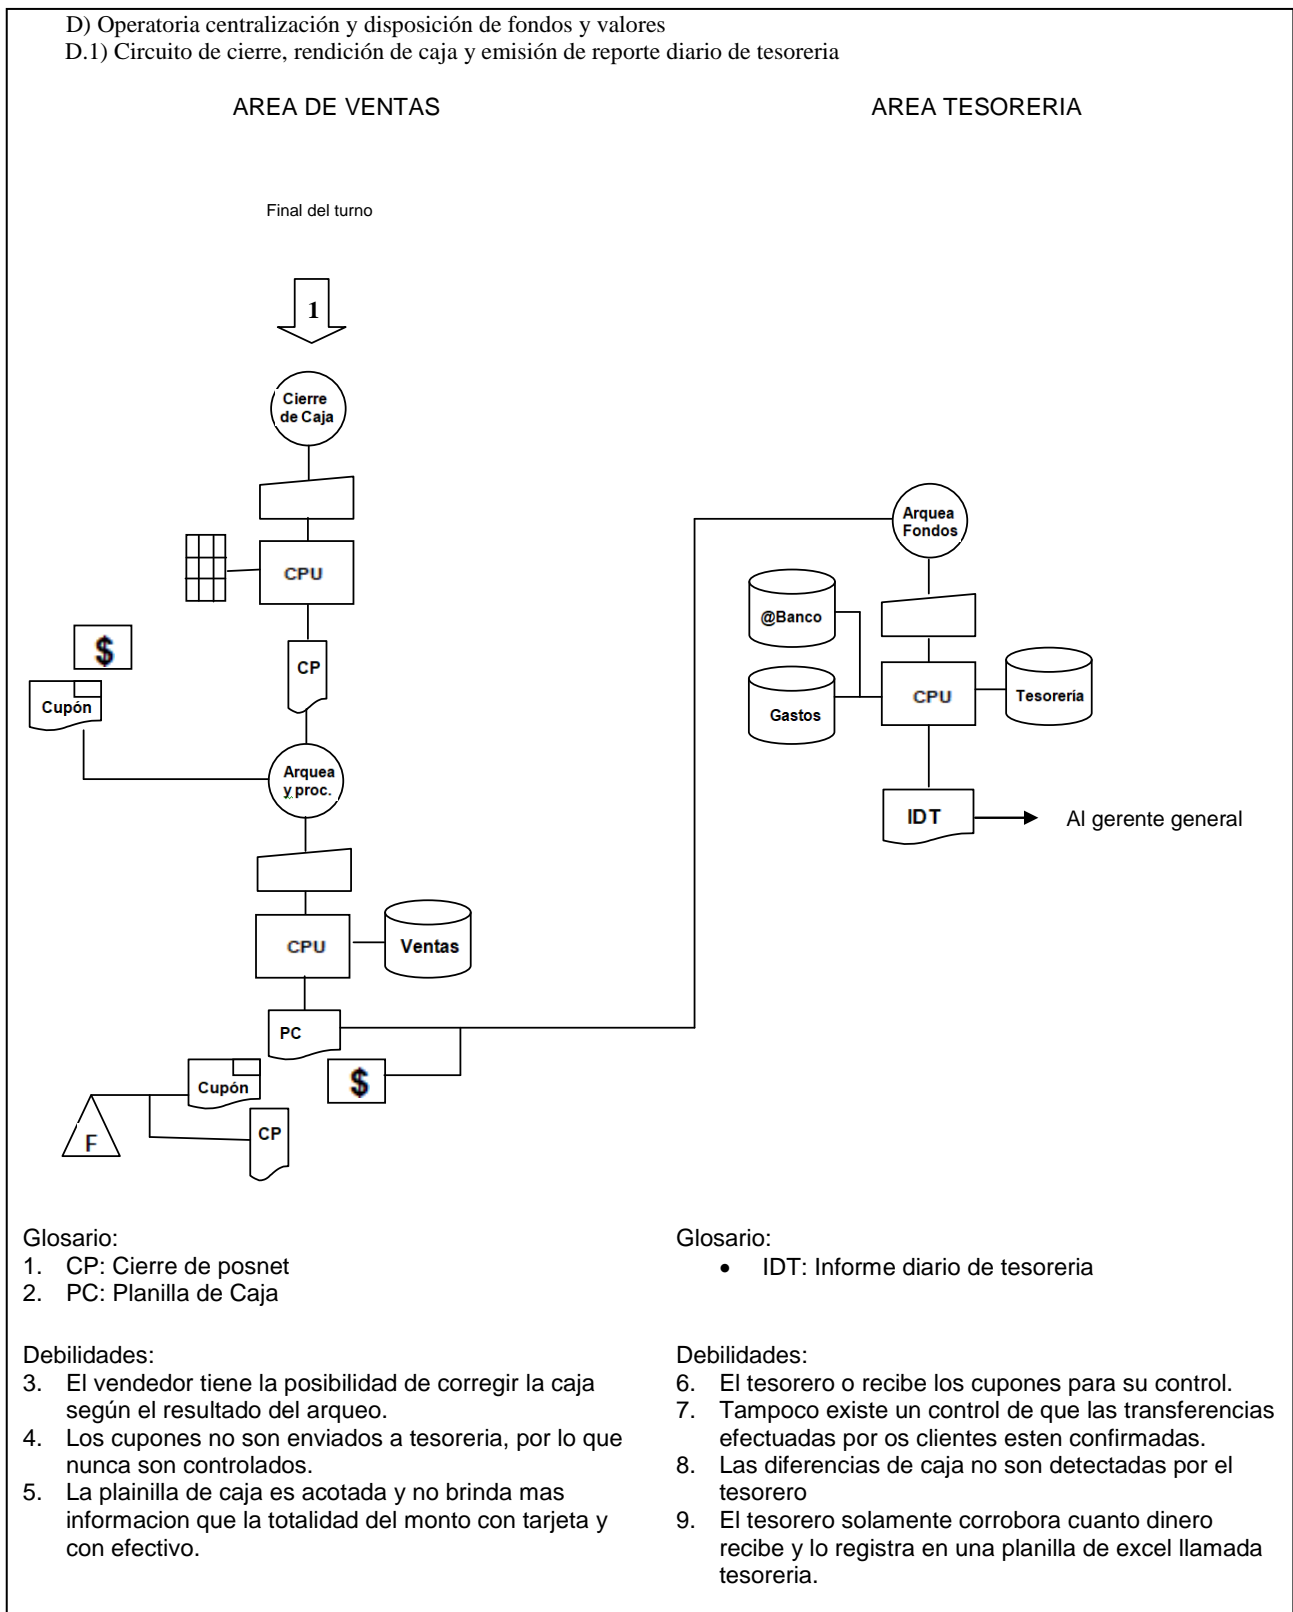 D) Operatoria centralización y disposición de fondos y valores
D.1) Circuito de cierre, rendición de caja y emisión de reporte diario de tesoreria
AREA DE VENTAS
AREA TESORERIA
Final del turno
1
Cierre
de Caja
CPU
$
Cupón
CP
Arquea
y proc.
CPU
Ventas
PC
Cupón
$
F
CP
Arquea
Fondos
@Banco
Gastos
CPU
Tesorería
IDT
Al gerente general
Glosario:
1. CP: Cierre de posnet
2. PC: Planilla de Caja
Debilidades:
3. El vendedor tiene la posibilidad de corregir la caja
según el resultado del arqueo.
4. Los cupones no son enviados a tesoreria, por lo que
nunca son controlados.
5. La plainilla de caja es acotada y no brinda mas
informacion que la totalidad del monto con tarjeta y
con efectivo.
Glosario:
• IDT: Informe diario de tesoreria
Debilidades:
6. El tesorero o recibe los cupones para su control.
7. Tampoco existe un control de que las transferencias
efectuadas por os clientes esten confirmadas.
8. Las diferencias de caja no son detectadas por el
tesorero
9. El tesorero solamente corrobora cuanto dinero
recibe y lo registra en una planilla de excel llamada
tesoreria.